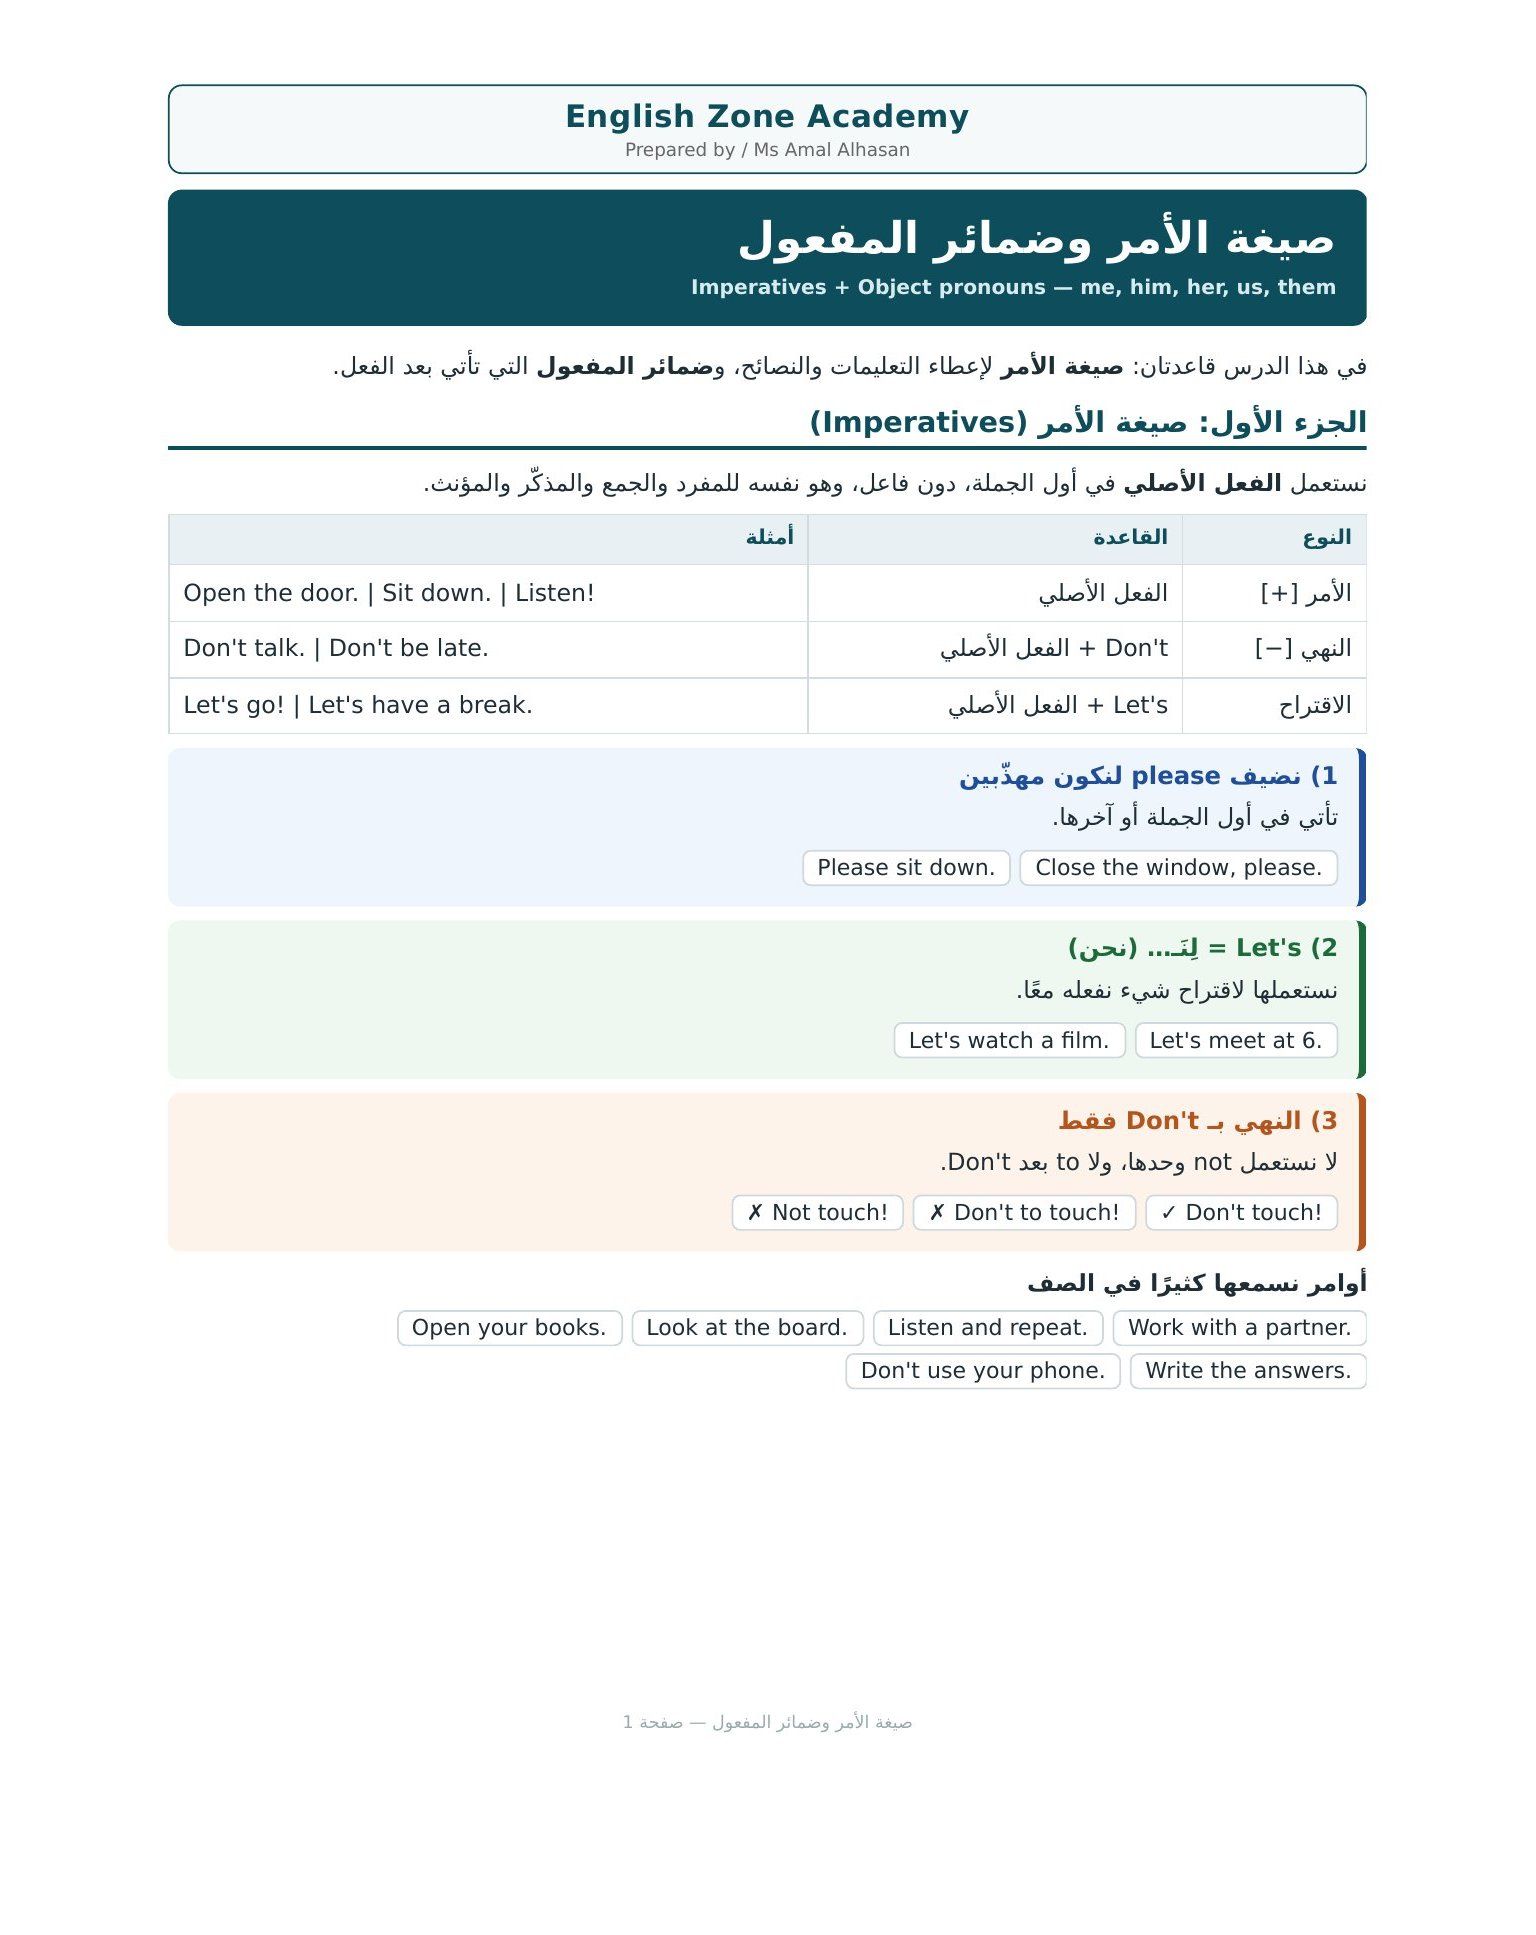 English Zone Academy
Prepared by / Ms Amal Alhasan
صيغة الأمر وضمائر المفعول
Imperatives + Object pronouns — me, him, her, us, them
في هذا الدرس قاعدتان: صيغة الأمر لإعطاء التعليمات والنصائح، وضمائر المفعول التي تأتي بعد الفعل.
الجزء الأول: صيغة الأمر (Imperatives)
نستعمل الفعل الأصلي في أول الجملة، دون فاعل، وهو نفسه للمفرد والجمع والمذكّر والمؤنث.
النوع القاعدة أمثلة
الأمر [+] الفعل الأصلي Open the door. | Sit down. | Listen!
النهي [−] Don't + الفعل الأصلي Don't talk. | Don't be late.
الاقتراح Let's + الفعل الأصلي Let's go! | Let's have a break.
1) نضيف please لنكون مهذّبين
تأتي في أول الجملة أو آخرها.
Please sit down. Close the window, please.
2) Let's = لِنَـ... (نحن)
نستعملها لاقتراح شيء نفعله معًا.
Let's watch a film. Let's meet at 6.
3) النهي بـ Don't فقط
لا نستعمل not وحدها، ولا to بعد Don't.
✗ Not touch! ✗ Don't to touch! ✓ Don't touch!
أوامر نسمعها كثيرًا في الصف
Open your books. Look at the board. Listen and repeat. Work with a partner.
Don't use your phone. Write the answers.
صيغة الأمر وضمائر المفعول — صفحة 1